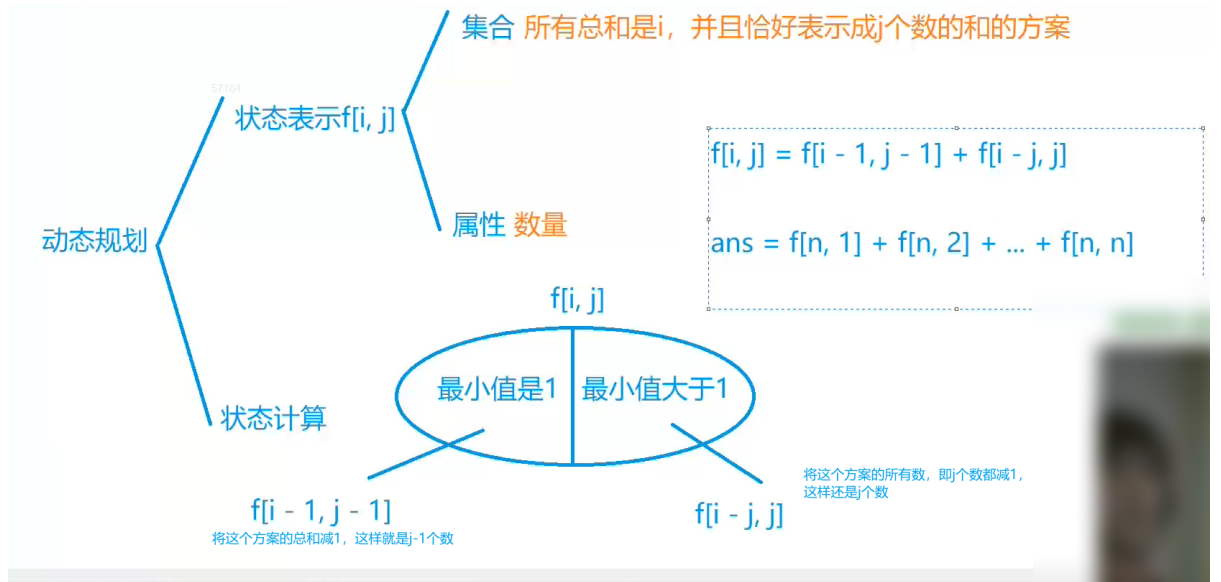 集合 所有总和是i，并且恰好表示成j个数的和的方案
57184
状态表示f[i, j]
f[i, j] = f[i - 1, j - 1] + f[i - j, j]
属性 数量
动态规划
ans = f[n, 1] + f[n, 2] + ... + f[n, n]
f[i, j]
最小值是1
最小值大于1
状态计算
将这个方案的所有数，即j个数都减1，
这样还是j个数
f[i - 1, j - 1]
f[i - j, j]
将这个方案的总和减1，这样就是j-1个数